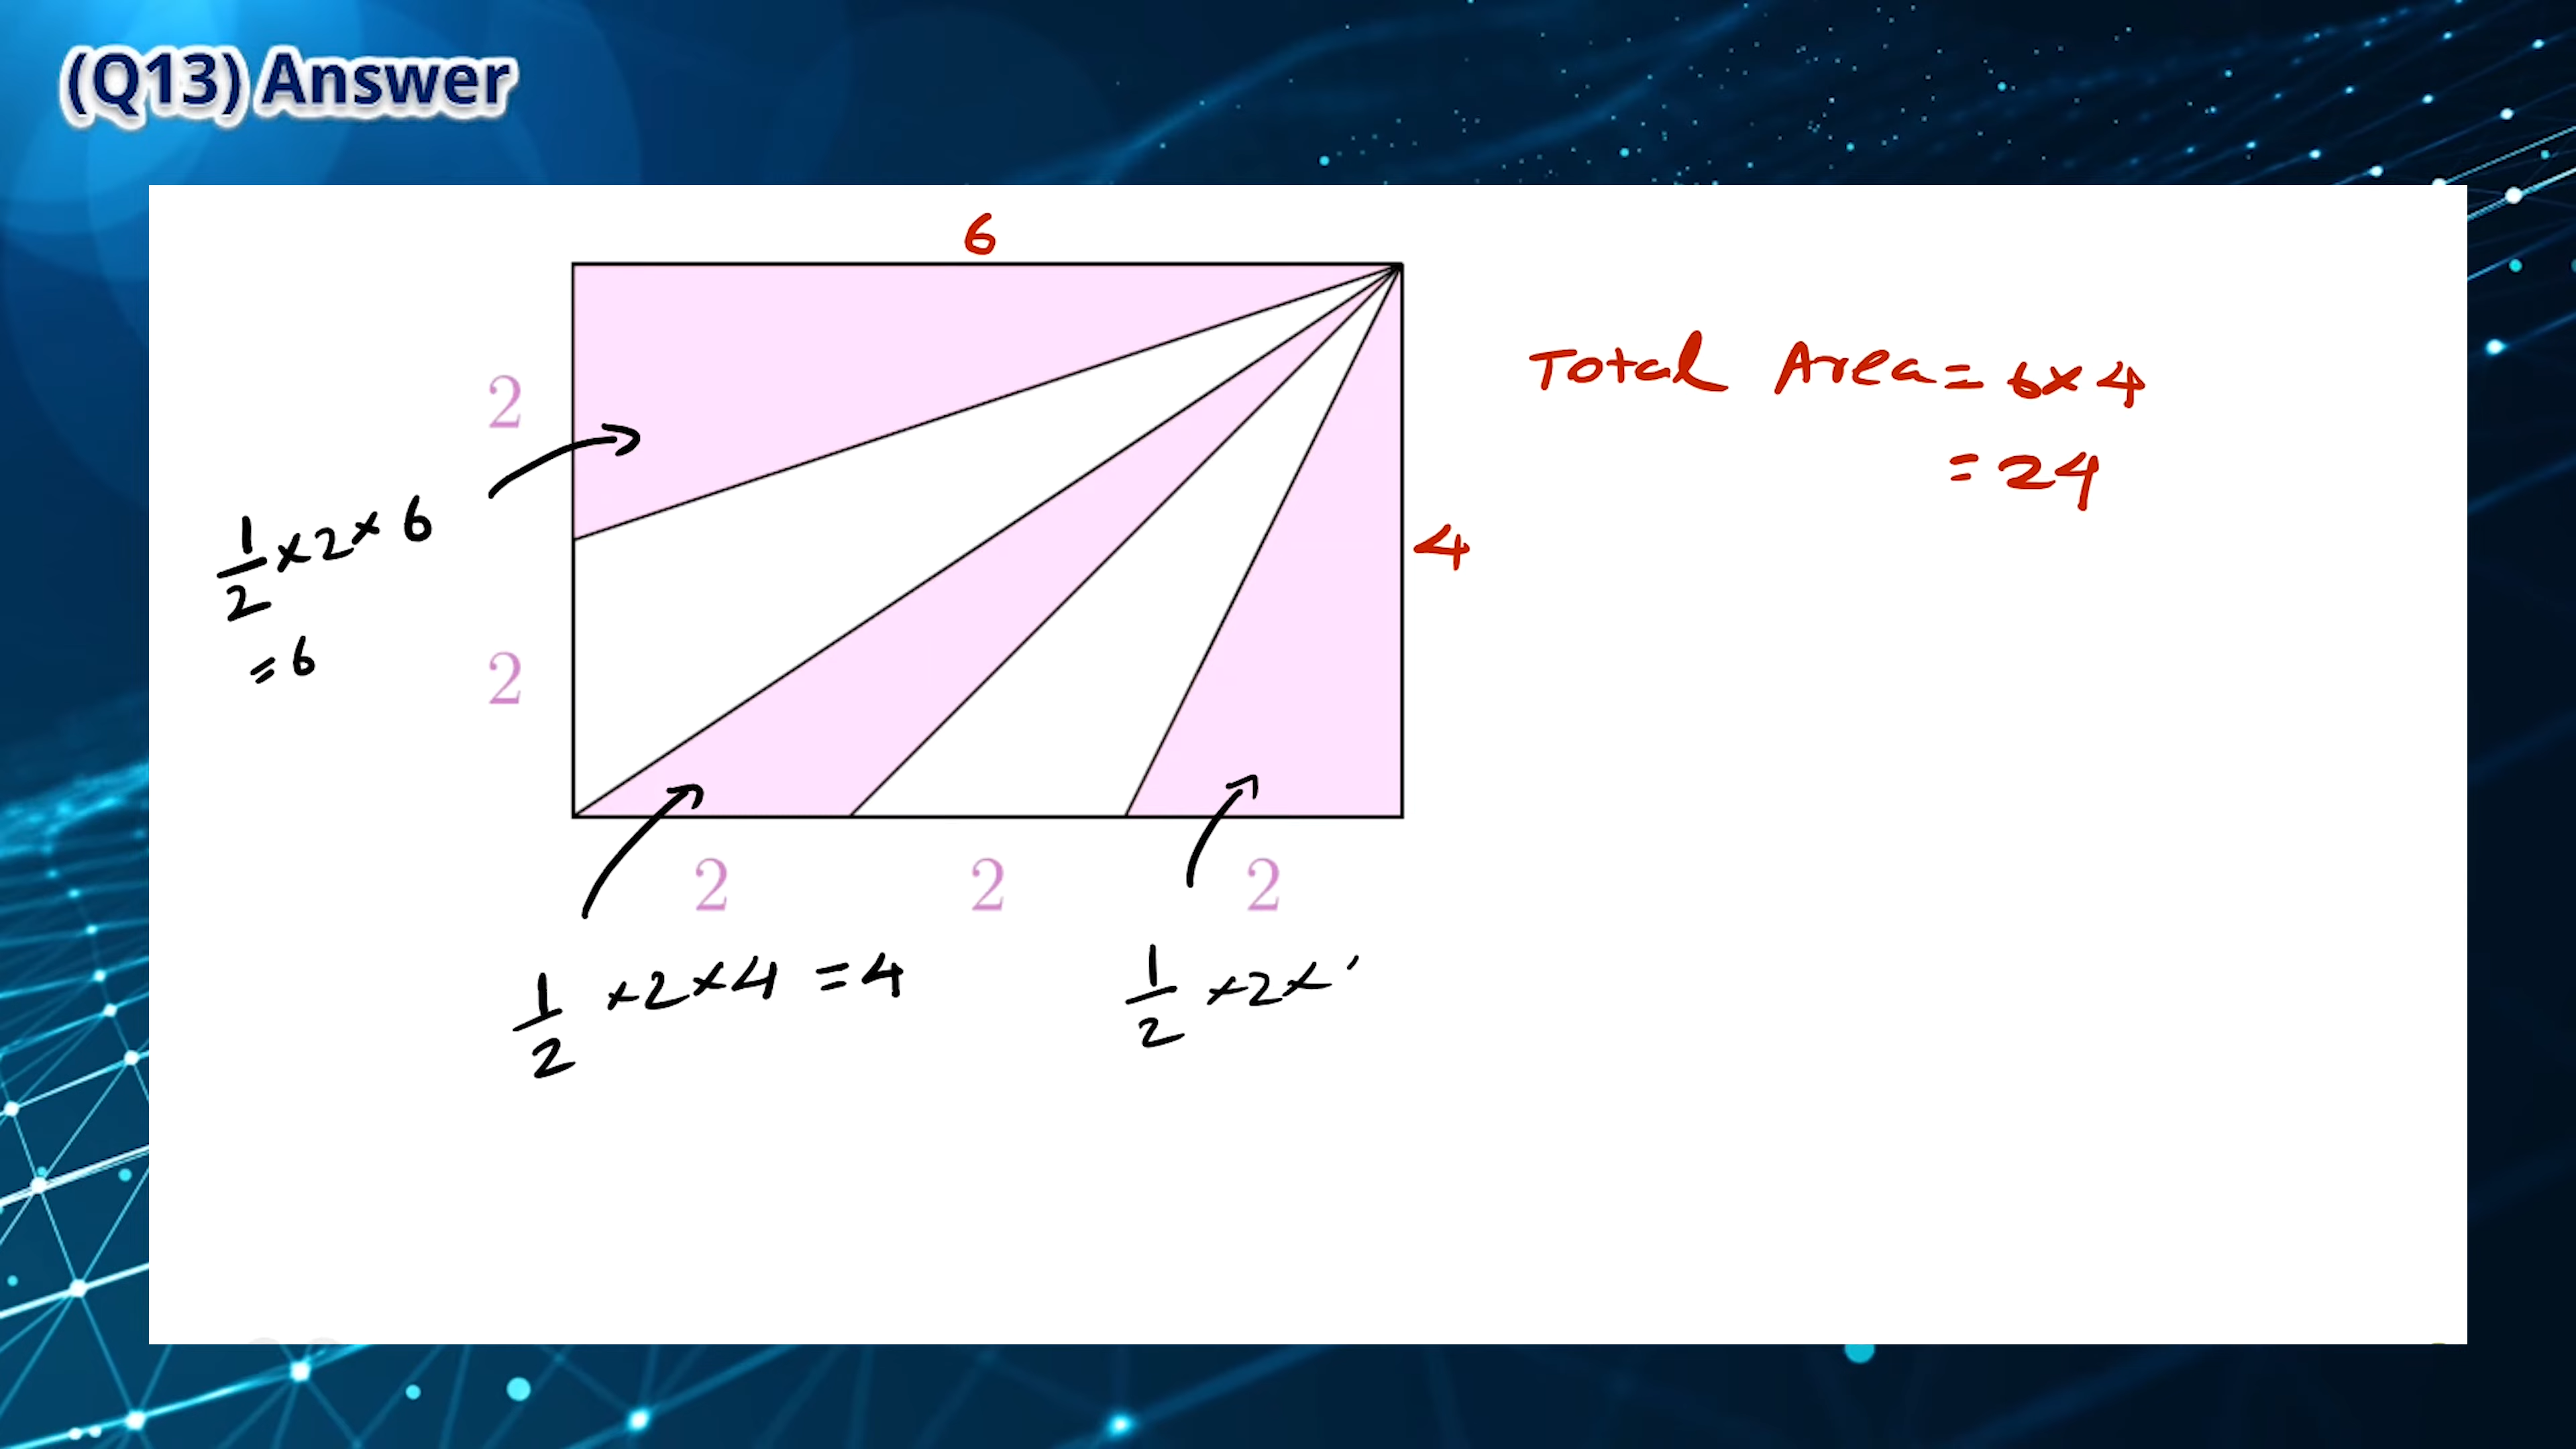 (Q13) Answer
6
Total Area = 6 × 4
= 24
2
4
1/2 × 2 × 6
= 6
2
2 2 2
1/2 × 2 × 4 = 4
1/2 × 2 ×